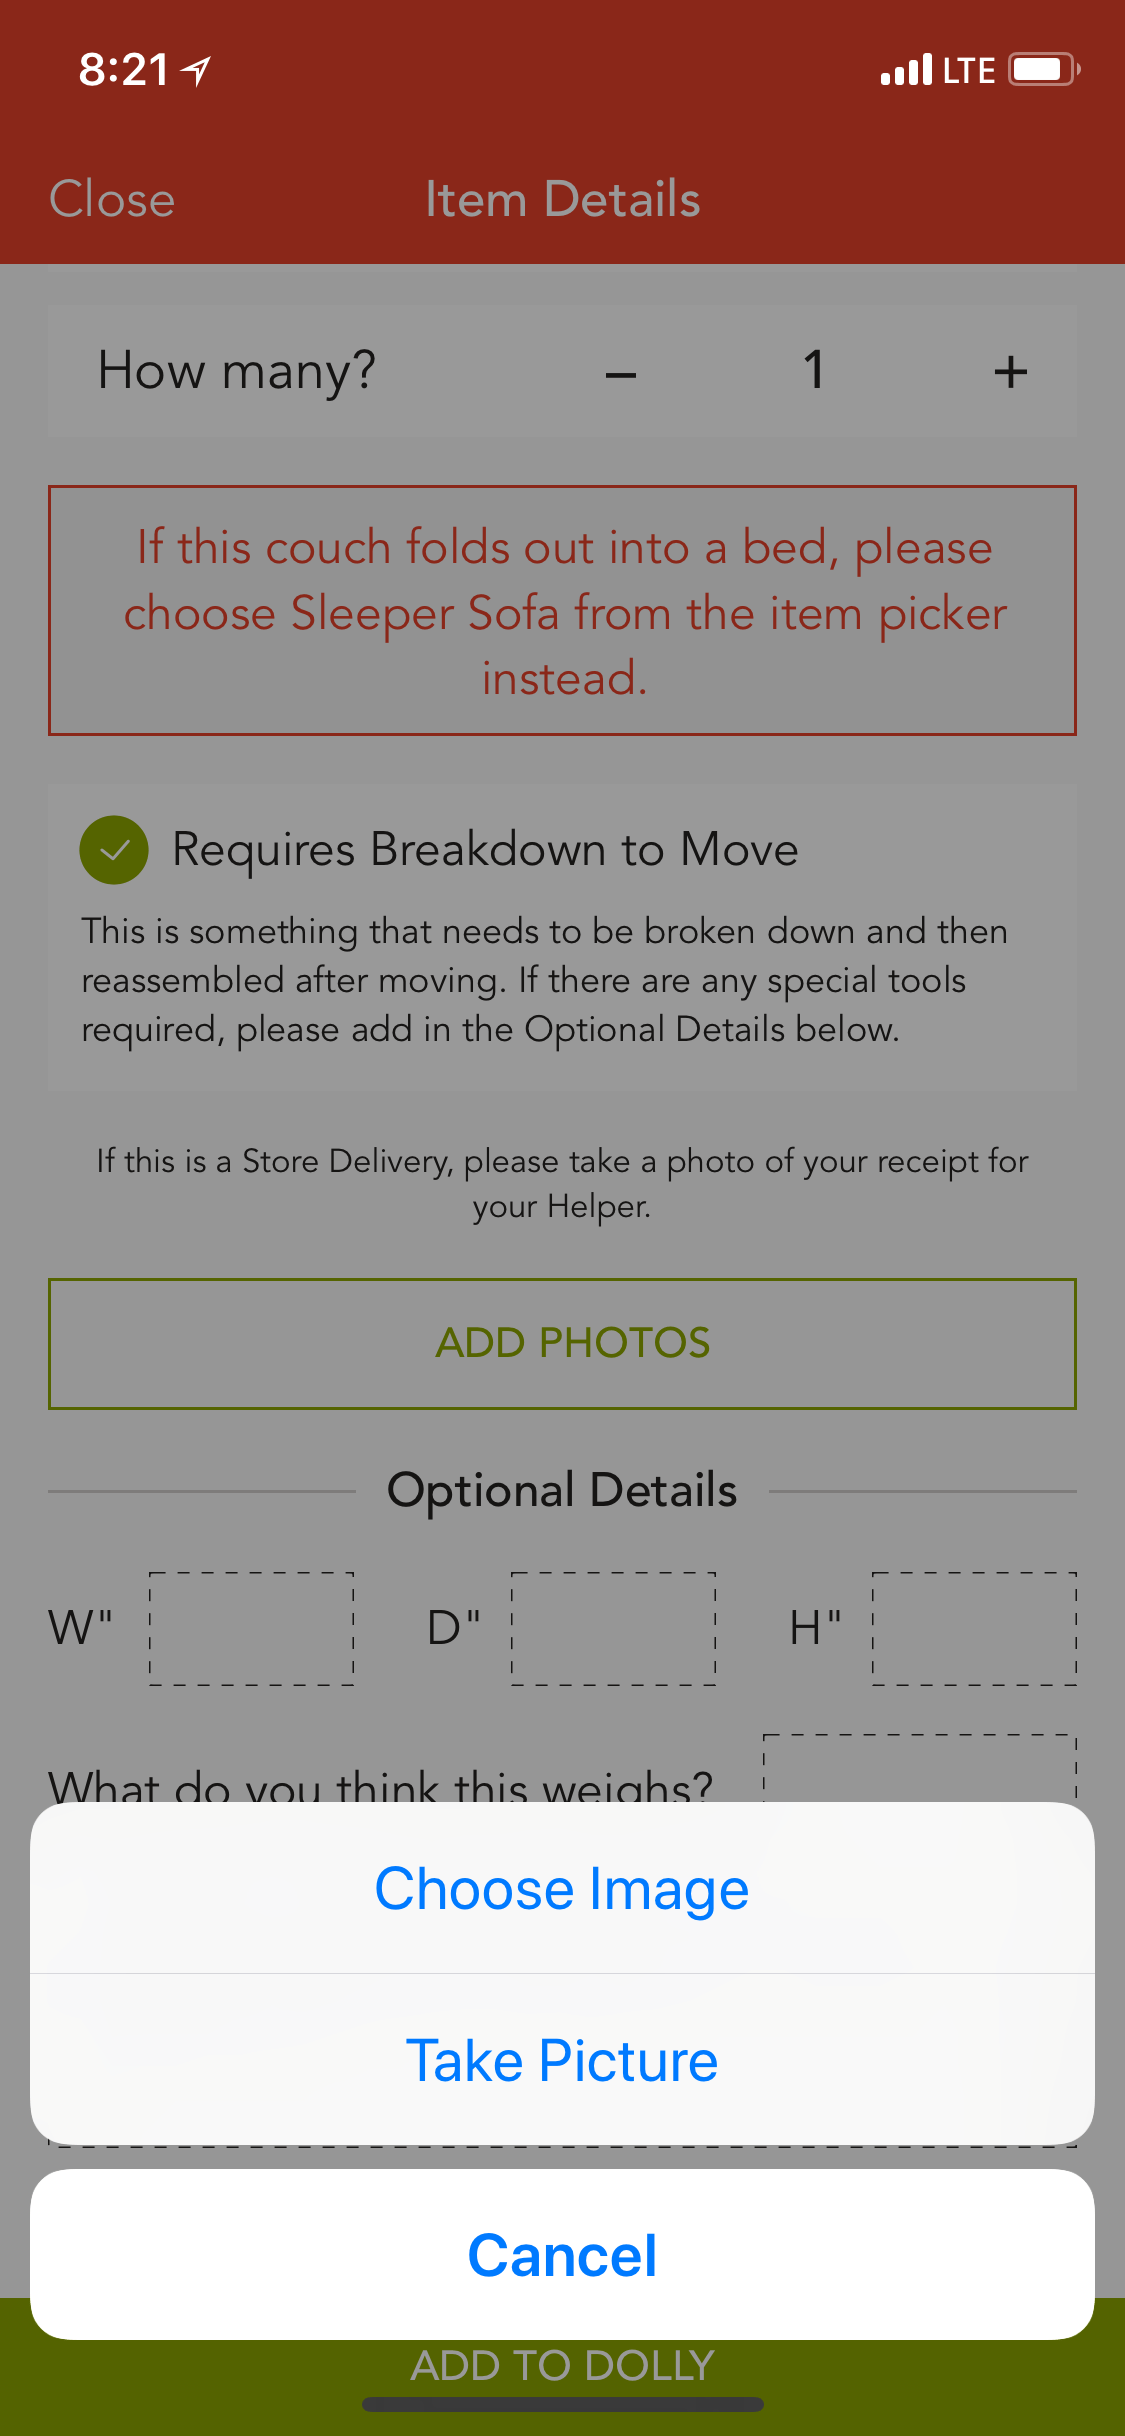 8:21
LTE
Close
Item Details
How many?
–
1
+
If this couch folds out into a bed, please
choose Sleeper Sofa from the item picker
instead.
Requires Breakdown to Move
This is something that needs to be broken down and then
reassembled after moving. If there are any special tools
required, please add in the Optional Details below.
If this is a Store Delivery, please take a photo of your receipt for
your Helper.
ADD PHOTOS
Optional Details
W"
D"
H"
What do you think this weighs?
Choose Image
Take Picture
Cancel
ADD TO DOLLY